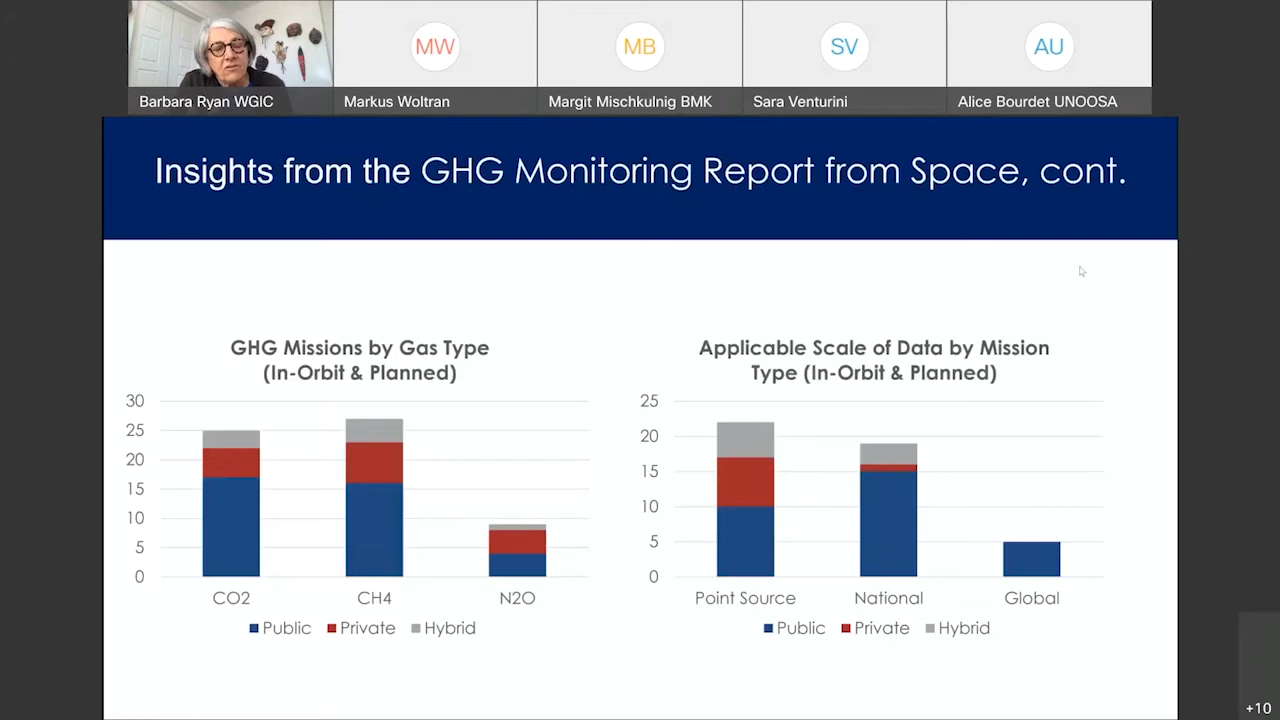 Barbara Ryan WGIC
MW
Markus Woltran
MB
Margit Mischkulnig BMK
SV
Sara Venturini
AU
Alice Bourdet UNOOSA
Insights from the GHG Monitoring Report from Space, cont.
GHG Missions by Gas Type
(In-Orbit & Planned)
30
25
20
15
10
5
0
CO2 CH4 N2O
Public Private Hybrid
Applicable Scale of Data by Mission
Type (In-Orbit & Planned)
25
20
15
10
5
0
Point Source National Global
Public Private Hybrid
+10